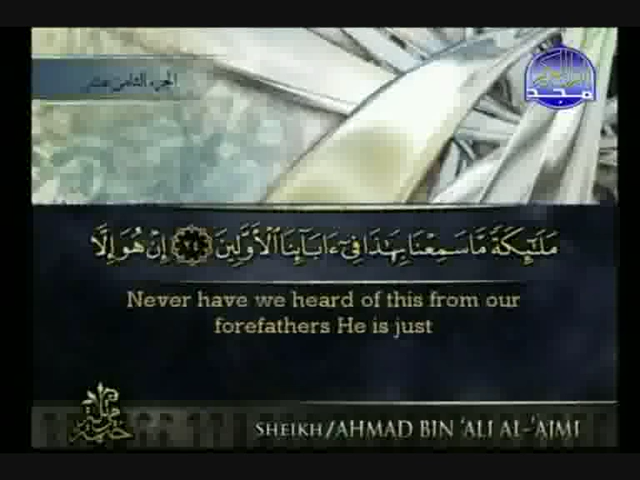 الجزء الثامن عشر
مجد
مَلَٰٓئِكَةً مَّا سَمِعْنَا بِهَٰذَا فِىٓ ءَابَآئِنَا ٱلْأَوَّلِينَ ٢٤ إِنْ هُوَ إِلَّا
Never have we heard of this from our
forefathers He is just
SHEIKH/AHMAD BIN 'ALI AL-'AJMI